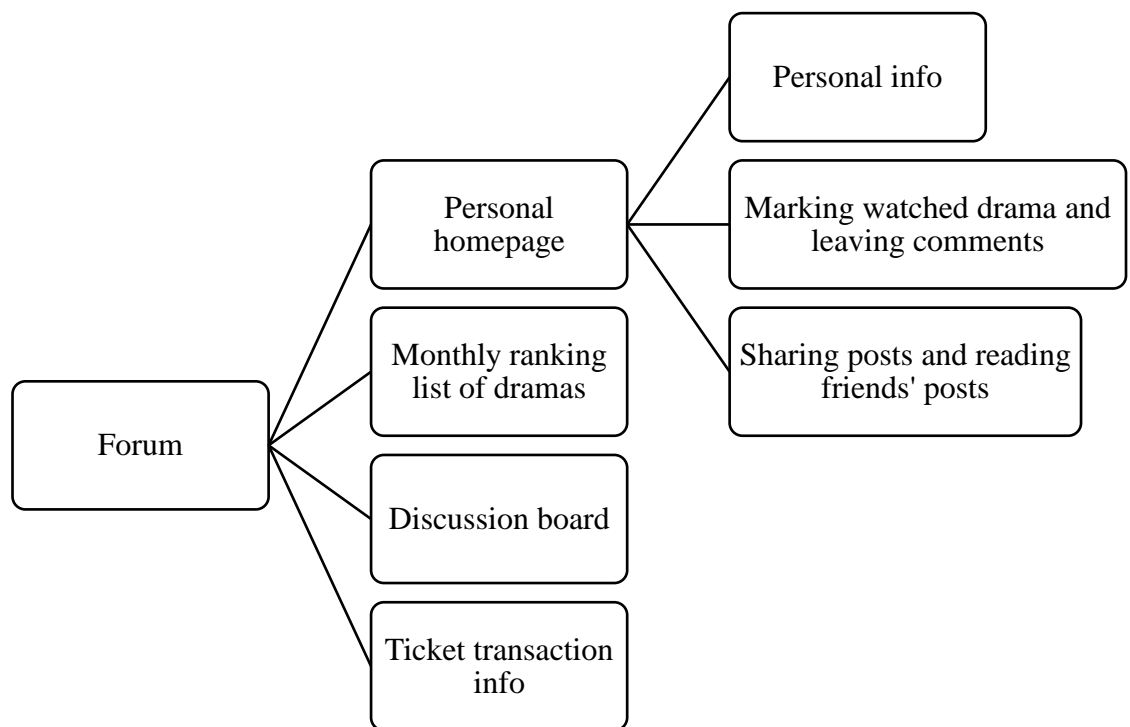 Forum
Personal
homepage
Monthly ranking
list of dramas
Discussion board
Ticket transaction
info
Personal info
Marking watched drama and
leaving comments
Sharing posts and reading
friends' posts